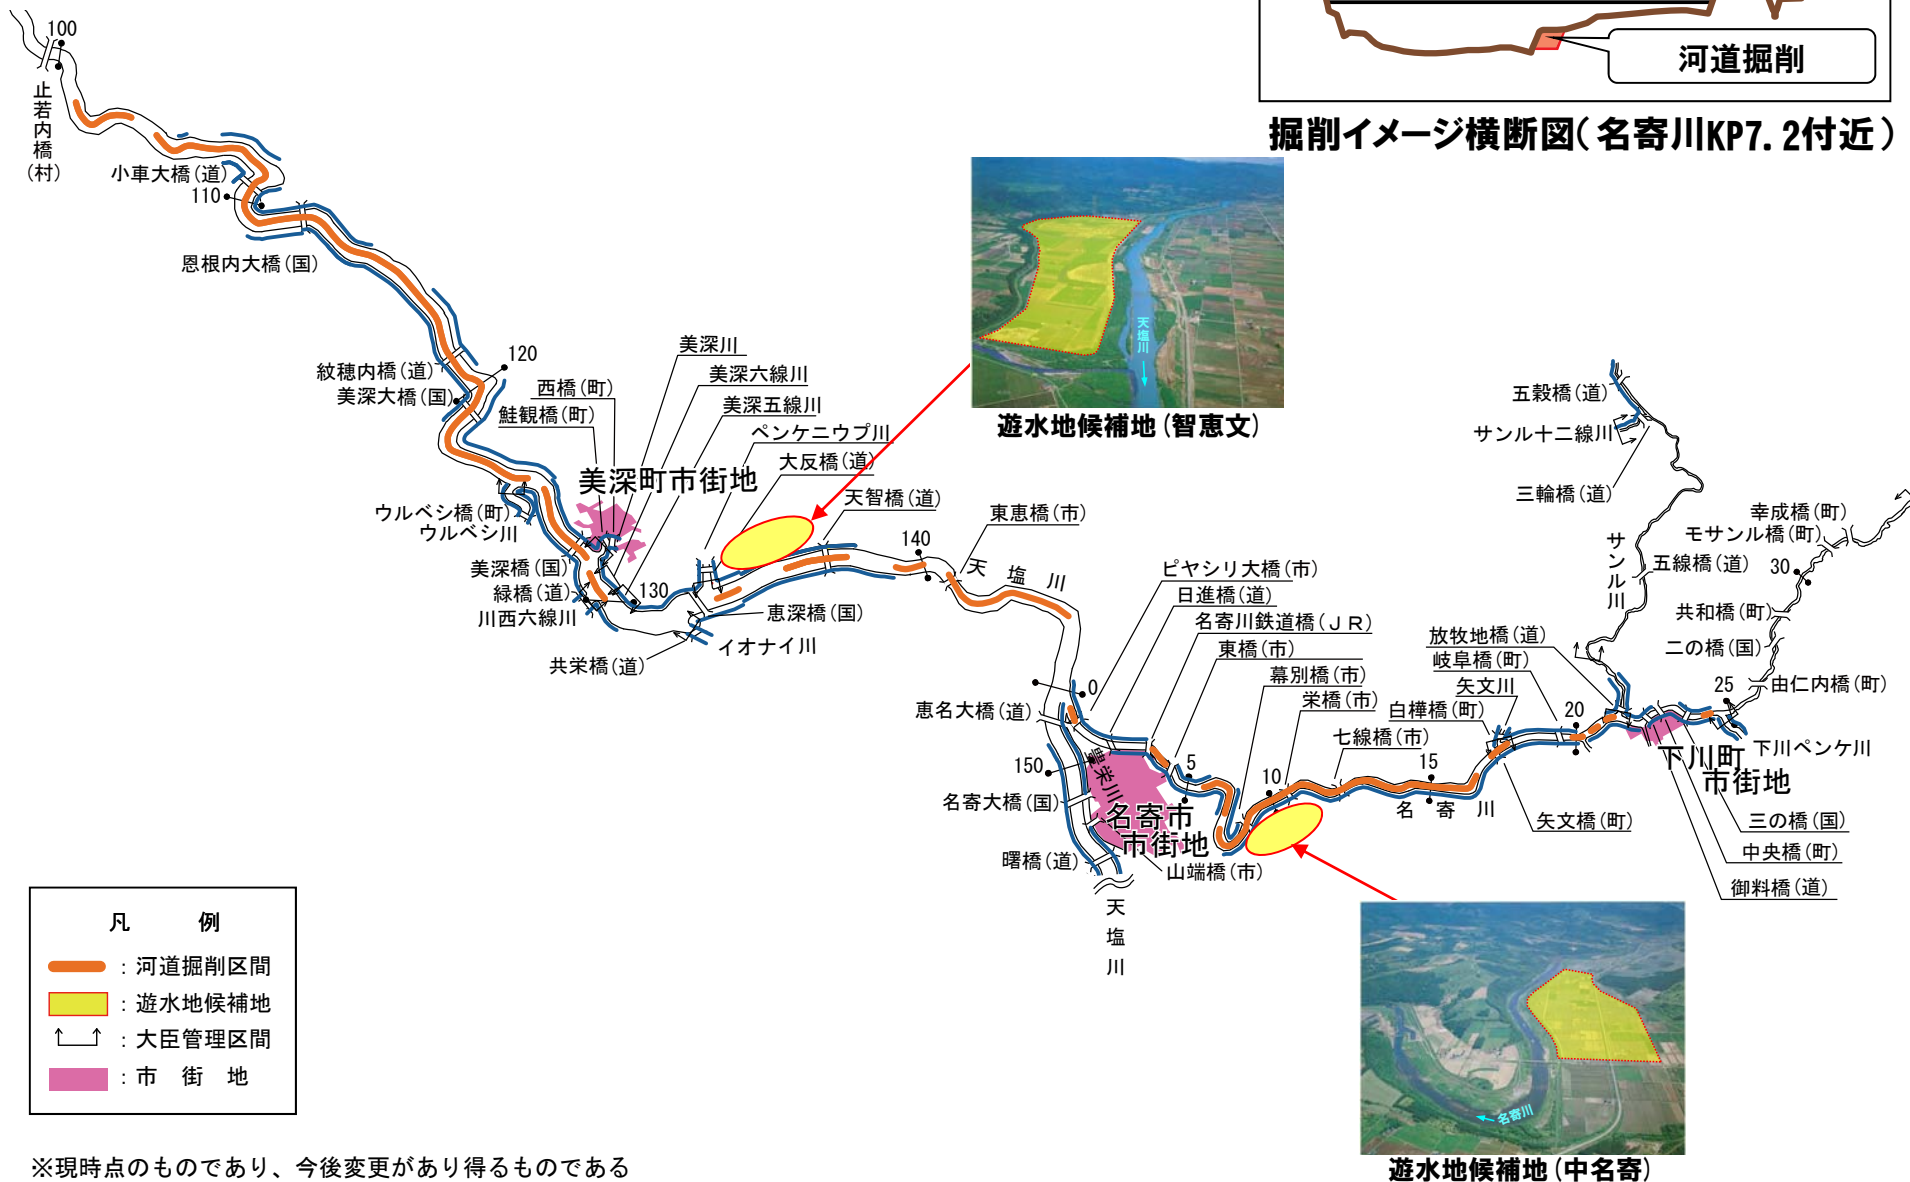 河道掘削
掘削イメージ横断図(名寄川KP7.2付近)
100
止若内橋(村)
小車大橋(道)
110
恩根内大橋(国)
紋穂内橋(道)
美深大橋(国)
120
西橋(町)
鮭観橋(町)
美深川
美深六線川
美深五線川
ペンケニウプ川
大反橋(道)
天智橋(道)
美深町市街地
ウルベシ橋(町)
ウルベシ川
美深橋(国)
緑橋(道)
川西六線川
130
共栄橋(道)
イオナイ川
恵深橋(国)
140
東恵橋(市)
天塩川
天塩川
遊水地候補地(智恵文)
ピヤシリ大橋(市)
日進橋(道)
名寄川鉄道橋(JR)
東橋(市)
幕別橋(市)
栄橋(市)
七線橋(市)
0
恵名大橋(道)
150
名寄大橋(国)
曙橋(道)
豊栄川
名寄市
市街地
山端橋(市)
天塩川
5
10
15
名寄川
20
25
30
五穀橋(道)
サンル十二線川
三輪橋(道)
サンル川
幸成橋(町)
モサンル橋(町)
五線橋(道)
共和橋(町)
二の橋(国)
由仁内橋(町)
放牧地橋(道)
岐阜橋(町)
矢文川
白樺橋(町)
矢文橋(町)
下川町
市街地
下川ペンケ川
三の橋(国)
中央橋(町)
御料橋(道)
名寄川
遊水地候補地(中名寄)
凡 例
:河道掘削区間
:遊水地候補地
:大臣管理区間
:市 街 地
※現時点のものであり、今後変更があり得るものである